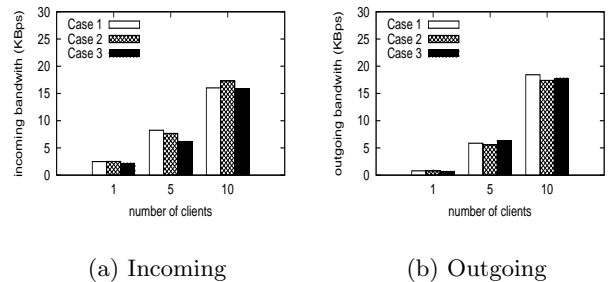 incoming bandwith (KBps)
30
25
20
15
10
5
0
Case 1
Case 2
Case 3
1 5 10
number of clients
(a) Incoming
outgoing bandwith (KBps)
30
25
20
15
10
5
0
Case 1
Case 2
Case 3
1 5 10
number of clients
(b) Outgoing